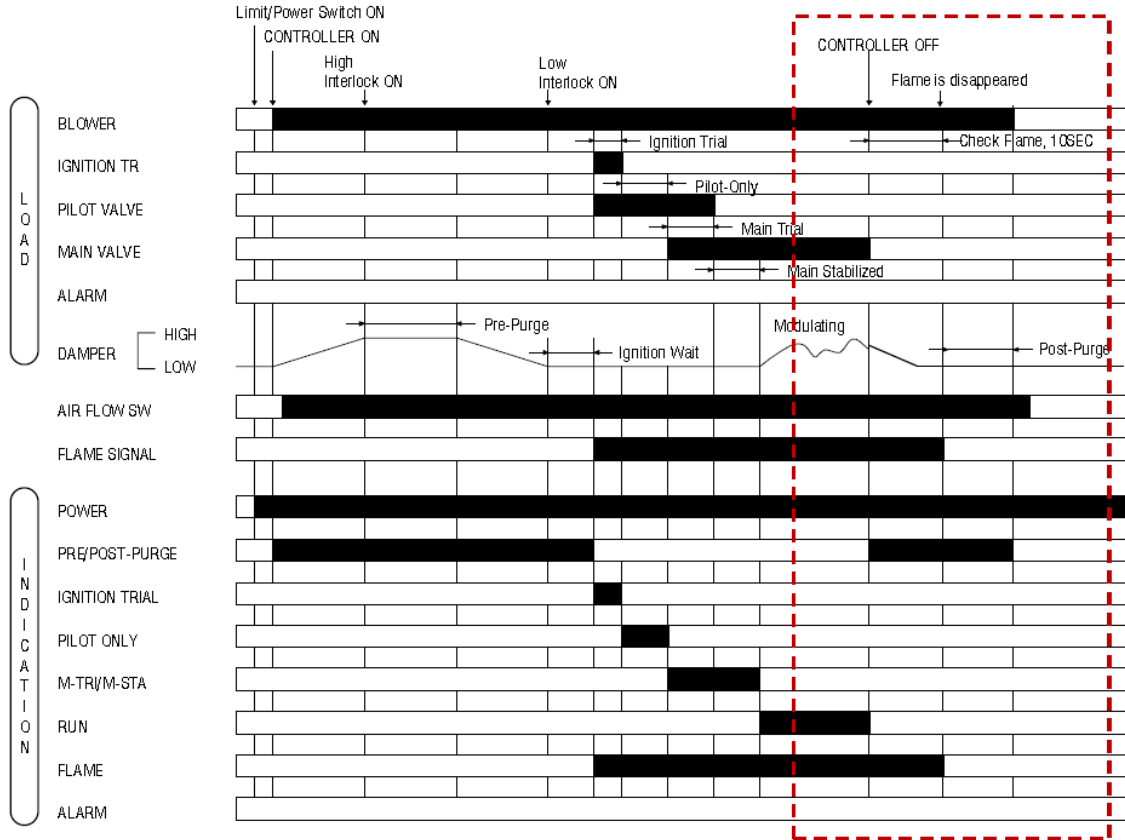 Limit/Power Switch ON
CONTROLLER ON
High
Interlock ON
Low
Interlock ON
CONTROLLER OFF
Flame is disappeared
LOAD
BLOWER
Check Flame, 10SEC
Ignition Trial
IGNITION TR
Pilot-Only
PILOT VALVE
Main Trial
MAIN VALVE
Main Stabilized
ALARM
DAMPER
HIGH
LOW
Pre-Purge
Ignition Wait
Modulating
Post-Purge
AIR FLOW SW
FLAME SIGNAL
INDICATION
POWER
PRE/POST-PURGE
IGNITION TRIAL
PILOT ONLY
M-TRI/M-STA
RUN
FLAME
ALARM